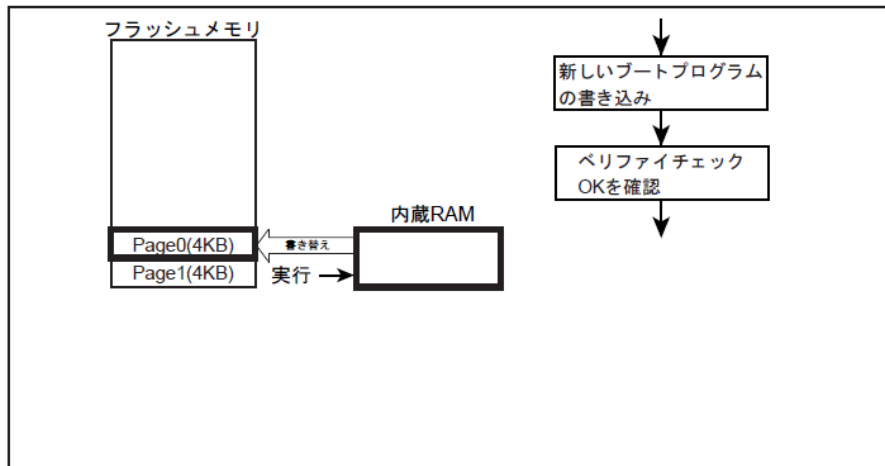 フラッシュメモリ
新しいブートプログラム
の書き込み
ベリファイチェック
OKを確認
内蔵RAM
Page0(4KB)
書き替え
Page1(4KB)
実行